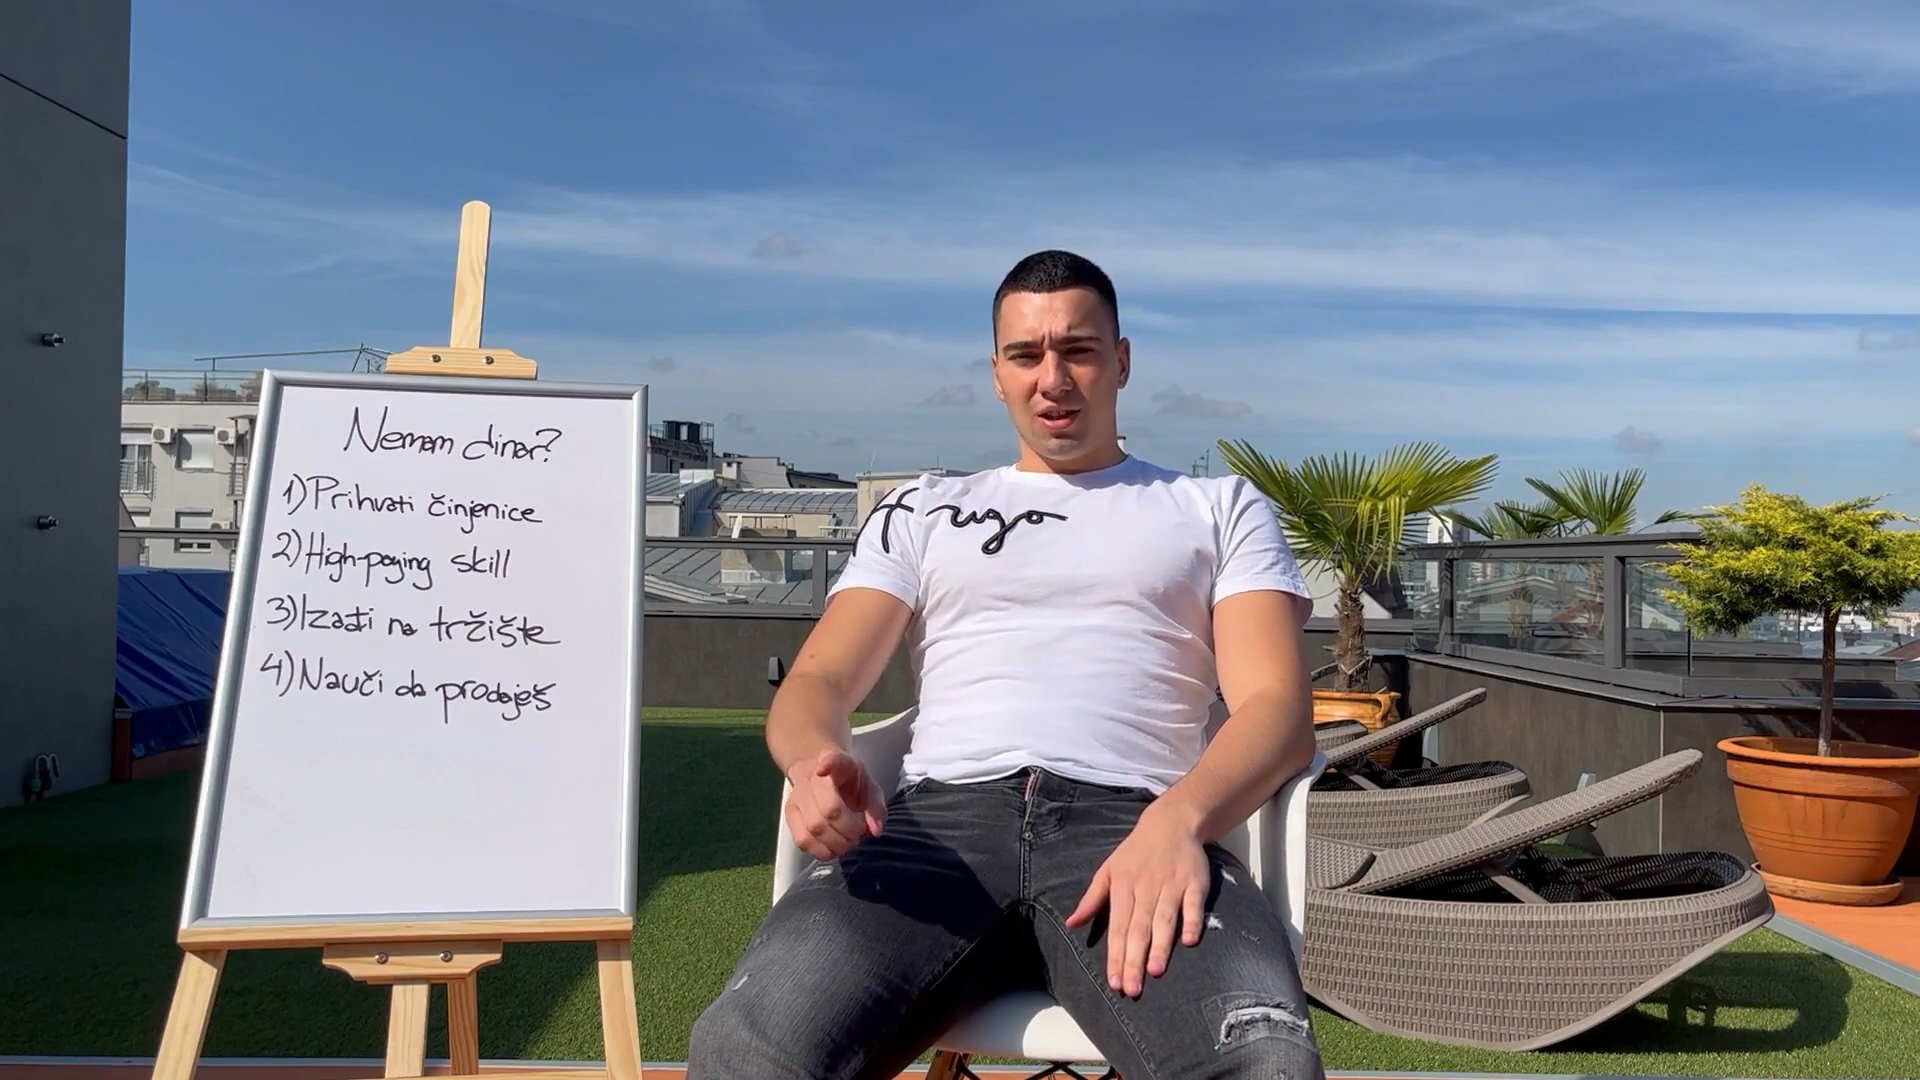 Nemam dinar?
1) Prihvati činjenice
2) High-paying skill
3) Izađi na tržište
4) Nauči da prodaješ